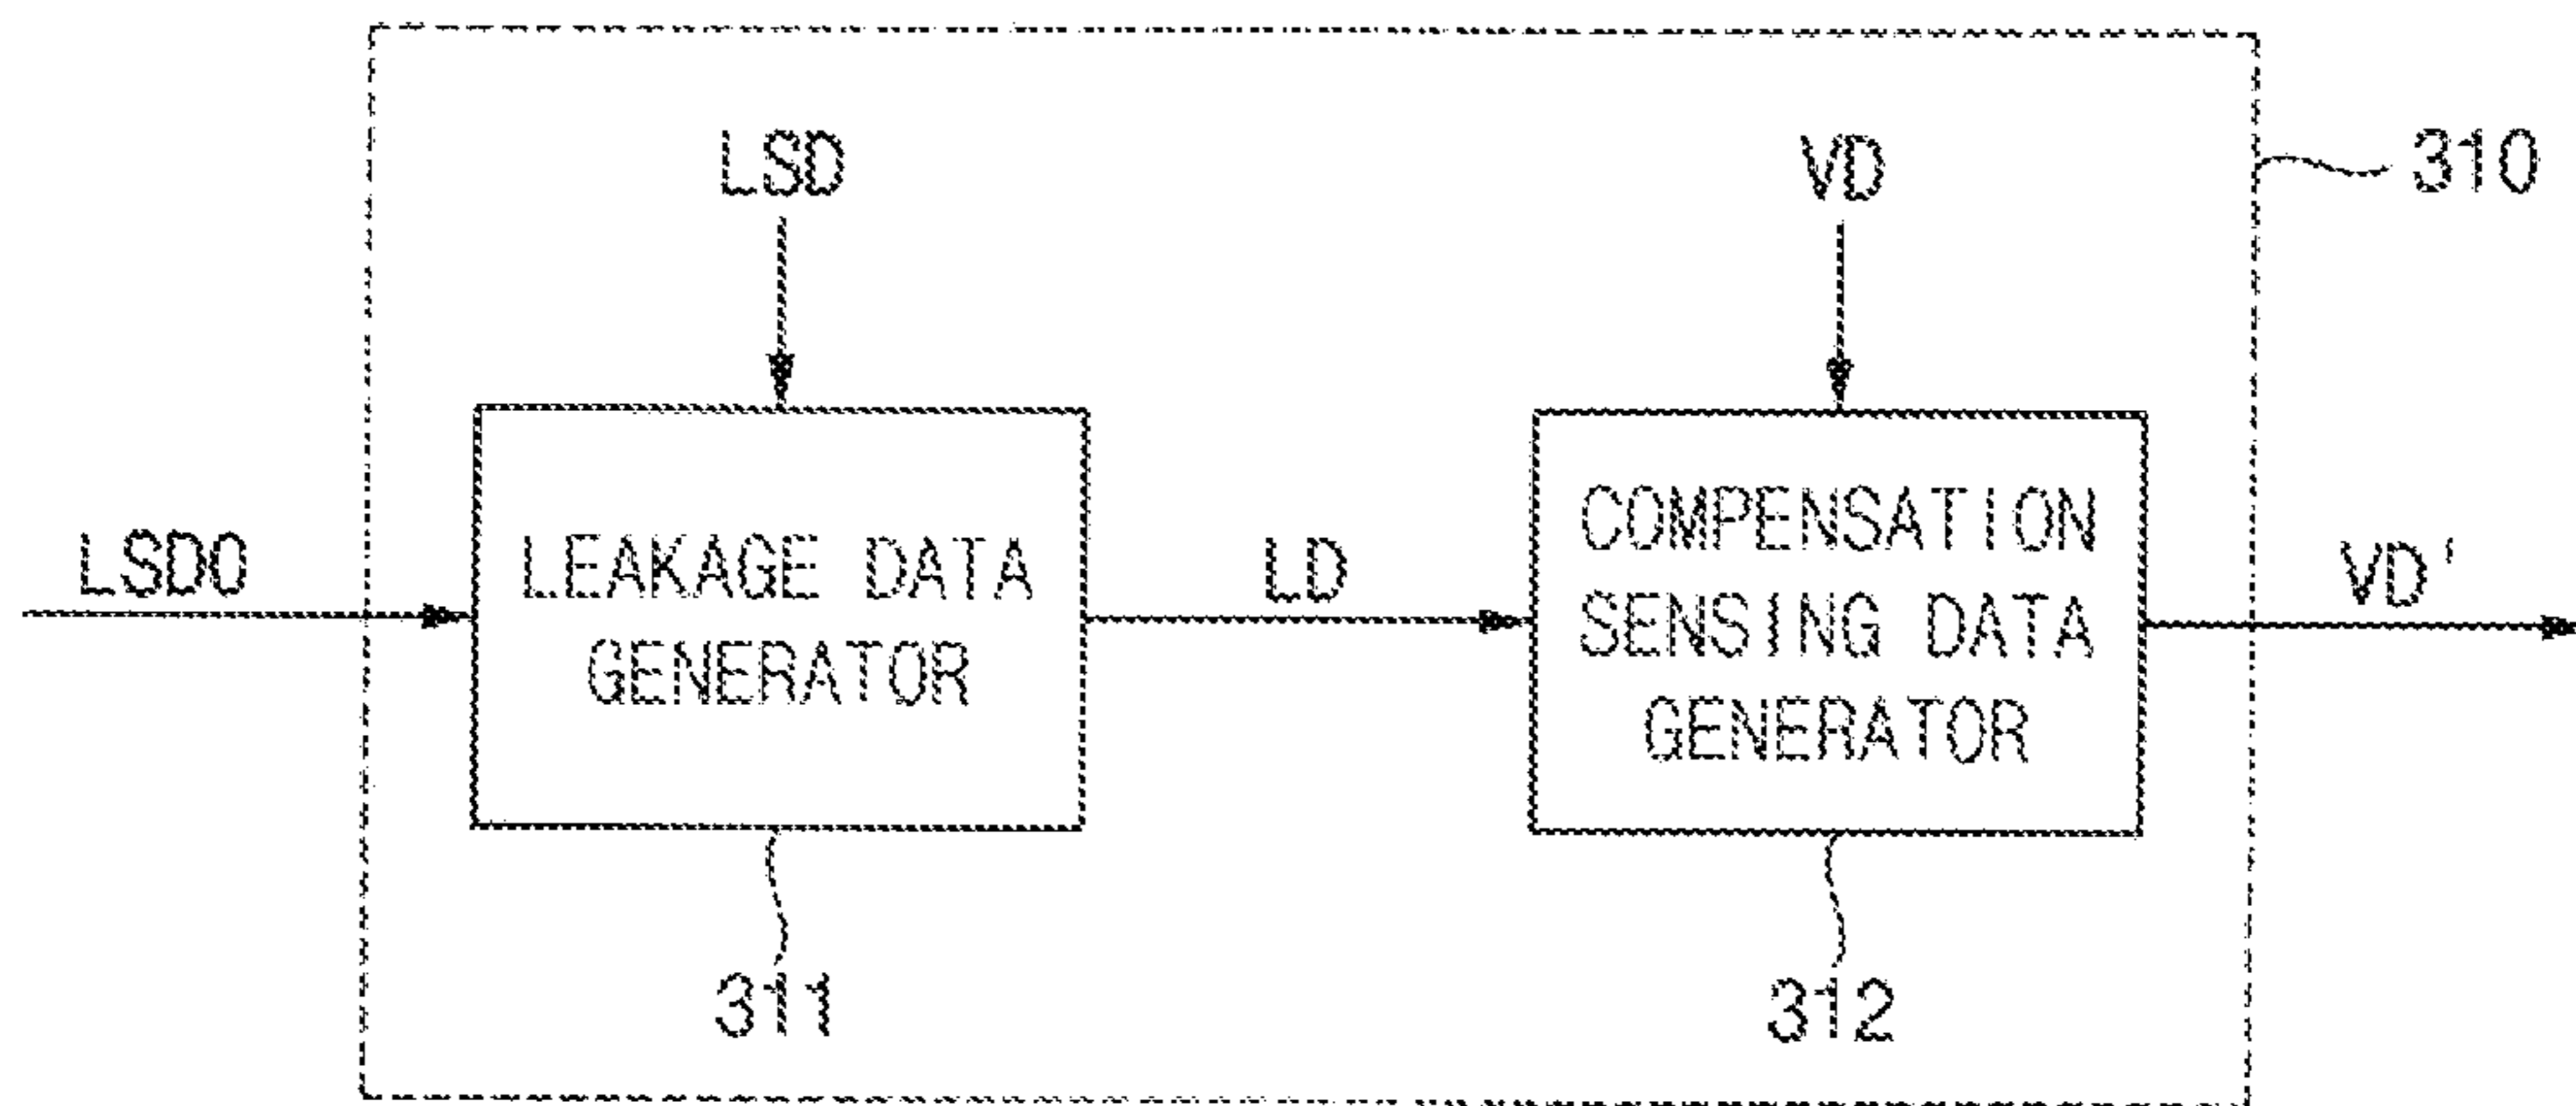 LSD
VD
310
LSD0
LEAKAGE DATA
GENERATOR
LD
COMPENSATION
SENSING DATA
GENERATOR
VD'
311
312